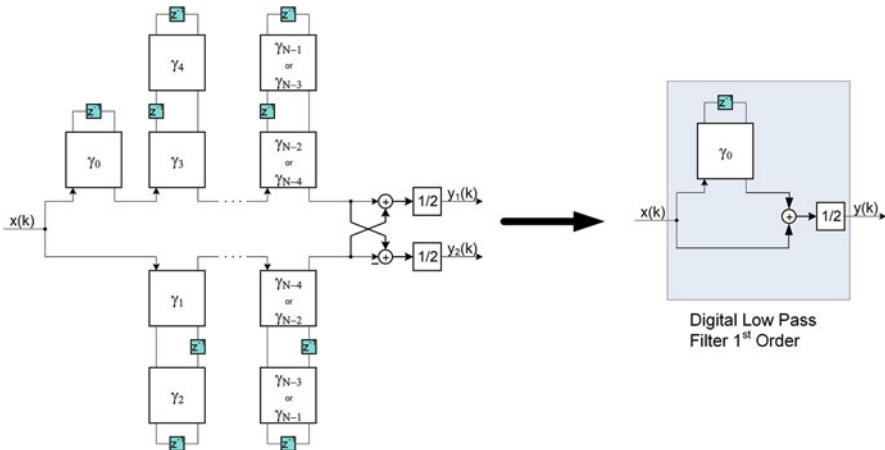 z⁻¹
z⁻¹
z⁻¹
γ₄
γN–1
or
γN–3
z⁻¹
z⁻¹
z⁻¹
γ₀
γ₃
γN–2
or
γN–4
γ₀
x(k)
+
1/2
y₁(k)
x(k)
+
1/2
y(k)
–
+
1/2
y₂(k)
γ₁
γN–4
or
γN–2
Digital Low Pass
Filter 1st Order
z⁻¹
z⁻¹
γ₂
γN–3
or
γN–1
z⁻¹
z⁻¹